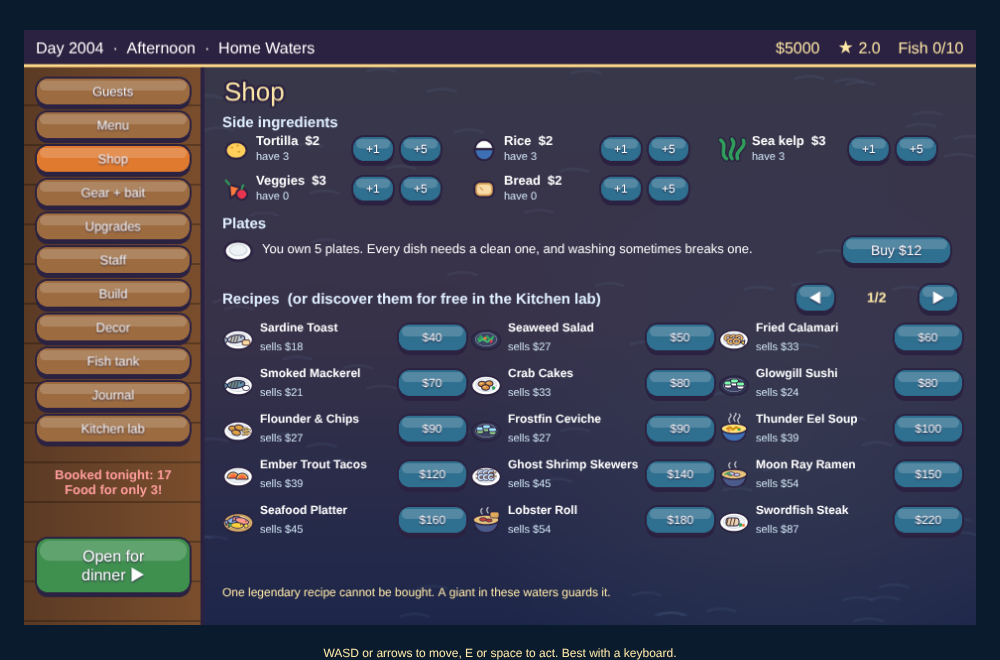 Day 2004 · Afternoon · Home Waters
$5000 ★ 2.0 Fish 0/10
Guests
Menu
Shop
Gear + bait
Upgrades
Staff
Build
Decor
Fish tank
Journal
Kitchen lab
Booked tonight: 17
Food for only 3!
Open for
dinner ▶
Shop
Side ingredients
Tortilla $2
have 3
+1 +5
Rice $2
have 3
+1 +5
Sea kelp $3
have 3
+1 +5
Veggies $3
have 0
+1 +5
Bread $2
have 0
+1 +5
Plates
You own 5 plates. Every dish needs a clean one, and washing sometimes breaks one.
Buy $12
Recipes (or discover them for free in the Kitchen lab)
◀ 1/2 ▶
Sardine Toast
sells $18
$40
Seaweed Salad
sells $27
$50
Fried Calamari
sells $33
$60
Smoked Mackerel
sells $21
$70
Crab Cakes
sells $33
$80
Glowgill Sushi
sells $24
$80
Flounder & Chips
sells $27
$90
Frostfin Ceviche
sells $27
$90
Thunder Eel Soup
sells $39
$100
Ember Trout Tacos
sells $39
$120
Ghost Shrimp Skewers
sells $45
$140
Moon Ray Ramen
sells $54
$150
Seafood Platter
sells $45
$160
Lobster Roll
sells $54
$180
Swordfish Steak
sells $87
$220
One legendary recipe cannot be bought. A giant in these waters guards it.
WASD or arrows to move, E or space to act. Best with a keyboard.